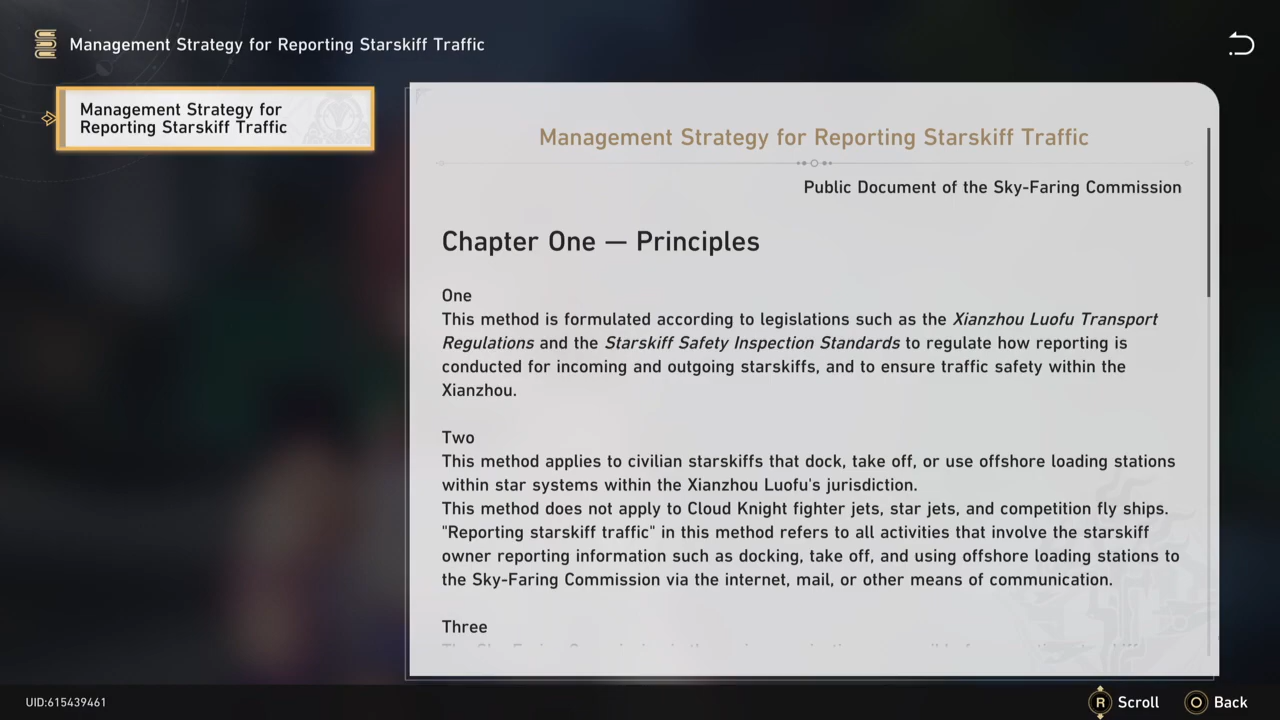 Management Strategy for Reporting Starskiff Traffic
Management Strategy for
Reporting Starskiff Traffic
Management Strategy for Reporting Starskiff Traffic
Public Document of the Sky-Faring Commission
Chapter One — Principles
One
This method is formulated according to legislations such as the Xianzhou Luofu Transport
Regulations and the Starskiff Safety Inspection Standards to regulate how reporting is
conducted for incoming and outgoing starskiffs, and to ensure traffic safety within the
Xianzhou.
Two
This method applies to civilian starskiffs that dock, take off, or use offshore loading stations
within star systems within the Xianzhou Luofu's jurisdiction.
This method does not apply to Cloud Knight fighter jets, star jets, and competition fly ships.
"Reporting starskiff traffic" in this method refers to all activities that involve the starskiff
owner reporting information such as docking, take off, and using offshore loading stations to
the Sky-Faring Commission via the internet, mail, or other means of communication.
Three
UID:615439461
R Scroll
Back